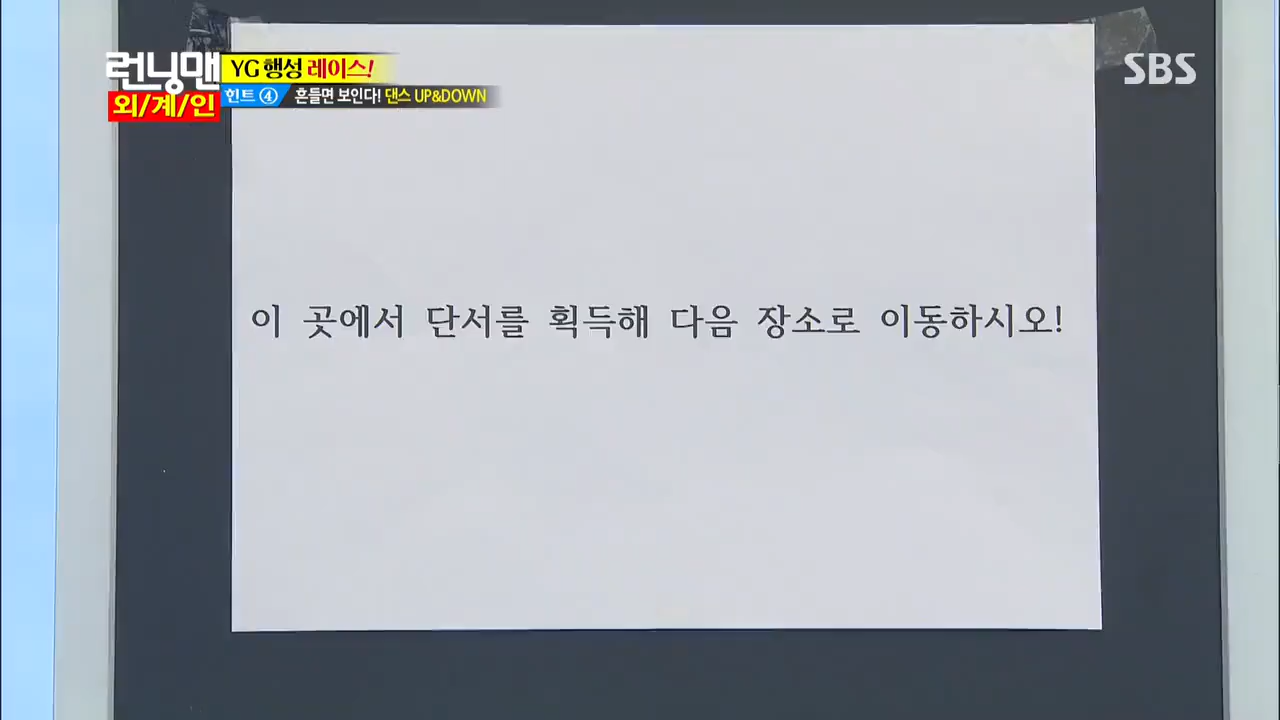 런닝맨
외/계/인
YG 행성 레이스!
힌트 ④ 흔들면 보인다! 댄스 UP&DOWN
SBS
이 곳에서 단서를 획득해 다음 장소로 이동하시오!